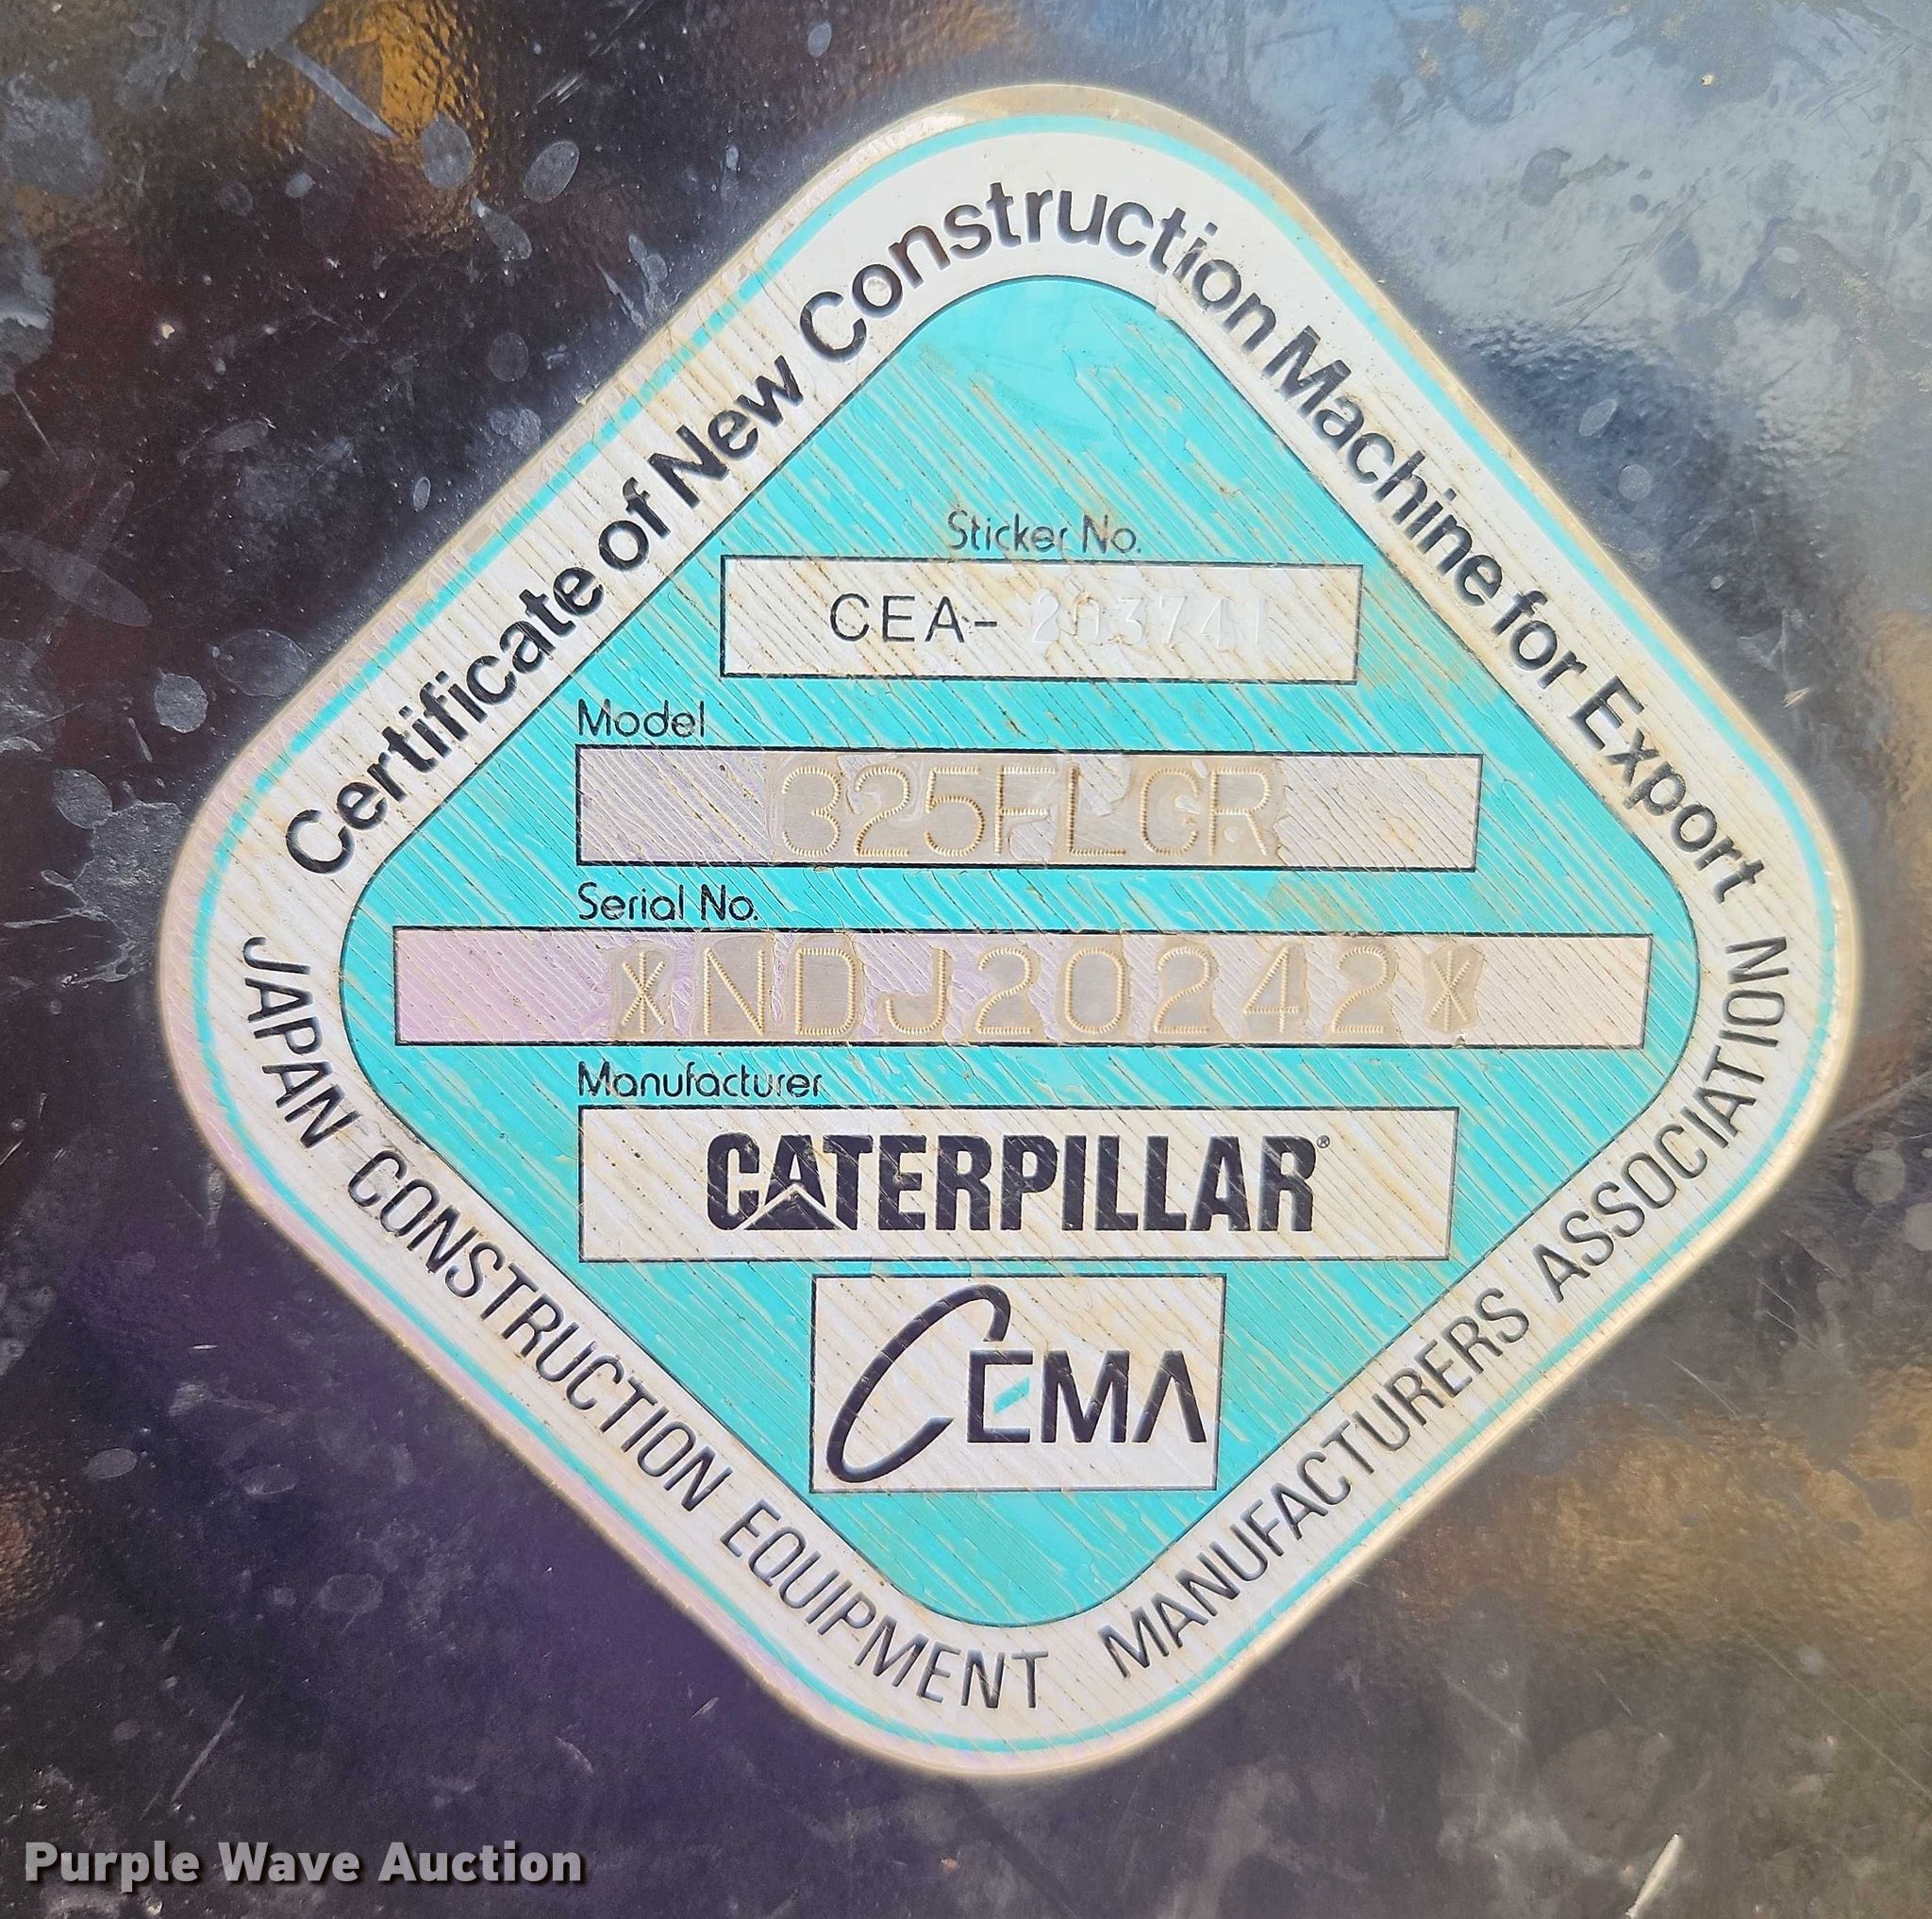 Certificate of New Construction Machine for Export
Sticker No.
CEA- 203741
Model
325FLCR
Serial No.
*NDJ20242*
Manufacturer
CATERPILLAR®
CEMA
JAPAN CONSTRUCTION EQUIPMENT MANUFACTURERS ASSOCIATION
Purple Wave Auction